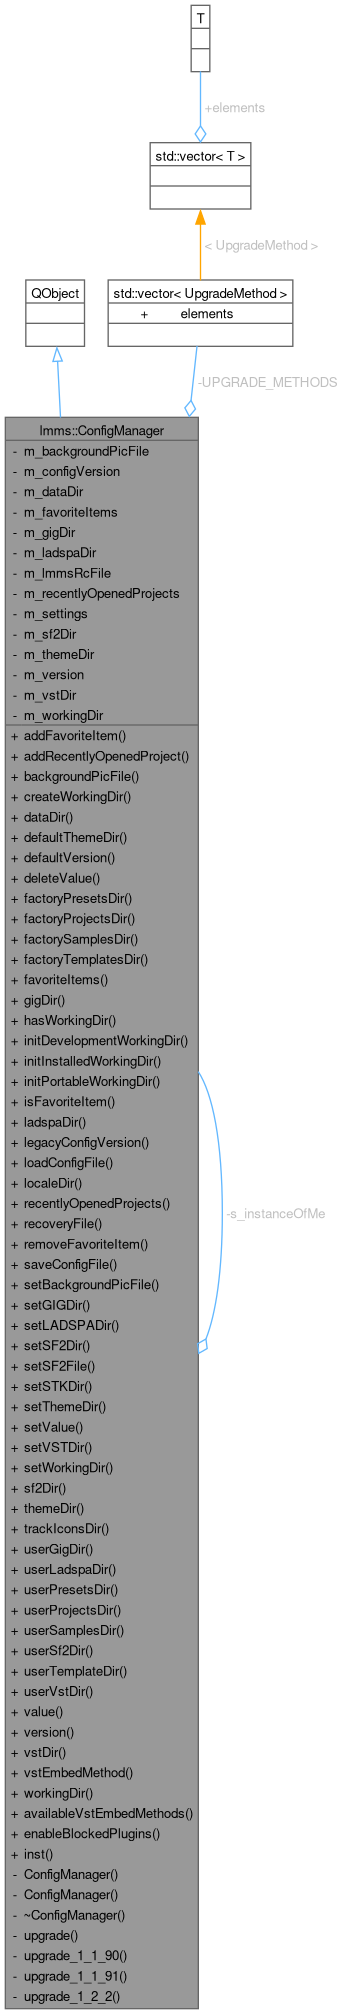 T
+elements
std::vector< T >
< UpgradeMethod >
QObject
std::vector< UpgradeMethod >
+ elements
-UPGRADE_METHODS
lmms::ConfigManager
- m_backgroundPicFile
- m_configVersion
- m_dataDir
- m_favoriteItems
- m_gigDir
- m_ladspaDir
- m_lmmsRcFile
- m_recentlyOpenedProjects
- m_settings
- m_sf2Dir
- m_themeDir
- m_version
- m_vstDir
- m_workingDir
+ addFavoriteItem()
+ addRecentlyOpenedProject()
+ backgroundPicFile()
+ createWorkingDir()
+ dataDir()
+ defaultThemeDir()
+ defaultVersion()
+ deleteValue()
+ factoryPresetsDir()
+ factoryProjectsDir()
+ factorySamplesDir()
+ factoryTemplatesDir()
+ favoriteItems()
+ gigDir()
+ hasWorkingDir()
+ initDevelopmentWorkingDir()
+ initInstalledWorkingDir()
+ initPortableWorkingDir()
+ isFavoriteItem()
+ ladspaDir()
+ legacyConfigVersion()
+ loadConfigFile()
+ localeDir()
+ recentlyOpenedProjects()
-s_instanceOfMe
+ recoveryFile()
+ removeFavoriteItem()
+ saveConfigFile()
+ setBackgroundPicFile()
+ setGIGDir()
+ setLADSPADir()
+ setSF2Dir()
+ setSF2File()
+ setSTKDir()
+ setThemeDir()
+ setValue()
+ setVSTDir()
+ setWorkingDir()
+ sf2Dir()
+ themeDir()
+ trackIconsDir()
+ userGigDir()
+ userLadspaDir()
+ userPresetsDir()
+ userProjectsDir()
+ userSamplesDir()
+ userSf2Dir()
+ userTemplateDir()
+ userVstDir()
+ value()
+ version()
+ vstDir()
+ vstEmbedMethod()
+ workingDir()
+ availableVstEmbedMethods()
+ enableBlockedPlugins()
+ inst()
- ConfigManager()
- ConfigManager()
- ~ConfigManager()
- upgrade()
- upgrade_1_1_90()
- upgrade_1_1_91()
- upgrade_1_2_2()